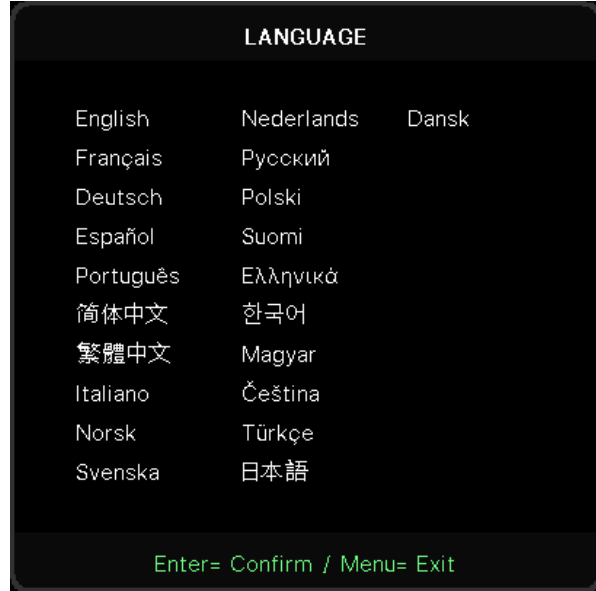 LANGUAGE
English Nederlands Dansk
Français Русский
Deutsch Polski
Español Suomi
Português Ελληνικά
简体中文 한국어
繁體中文 Magyar
Italiano Čeština
Norsk Türkçe
Svenska 日本語
Enter= Confirm / Menu= Exit